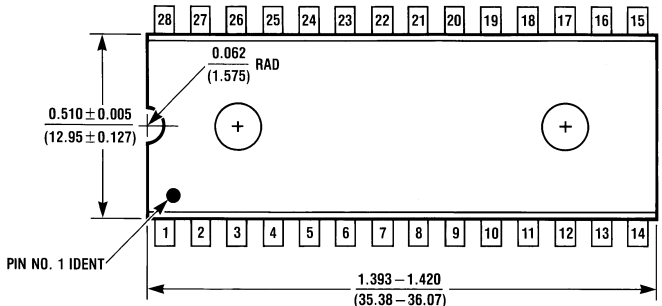 28 27 26 25 24 23 22 21 20 19 18 17 16 15
0.062
(1.575)
RAD
0.510±0.005
(12.95±0.127)
1 2 3 4 5 6 7 8 9 10 11 12 13 14
PIN NO. 1 IDENT
1.393–1.420
(35.38–36.07)